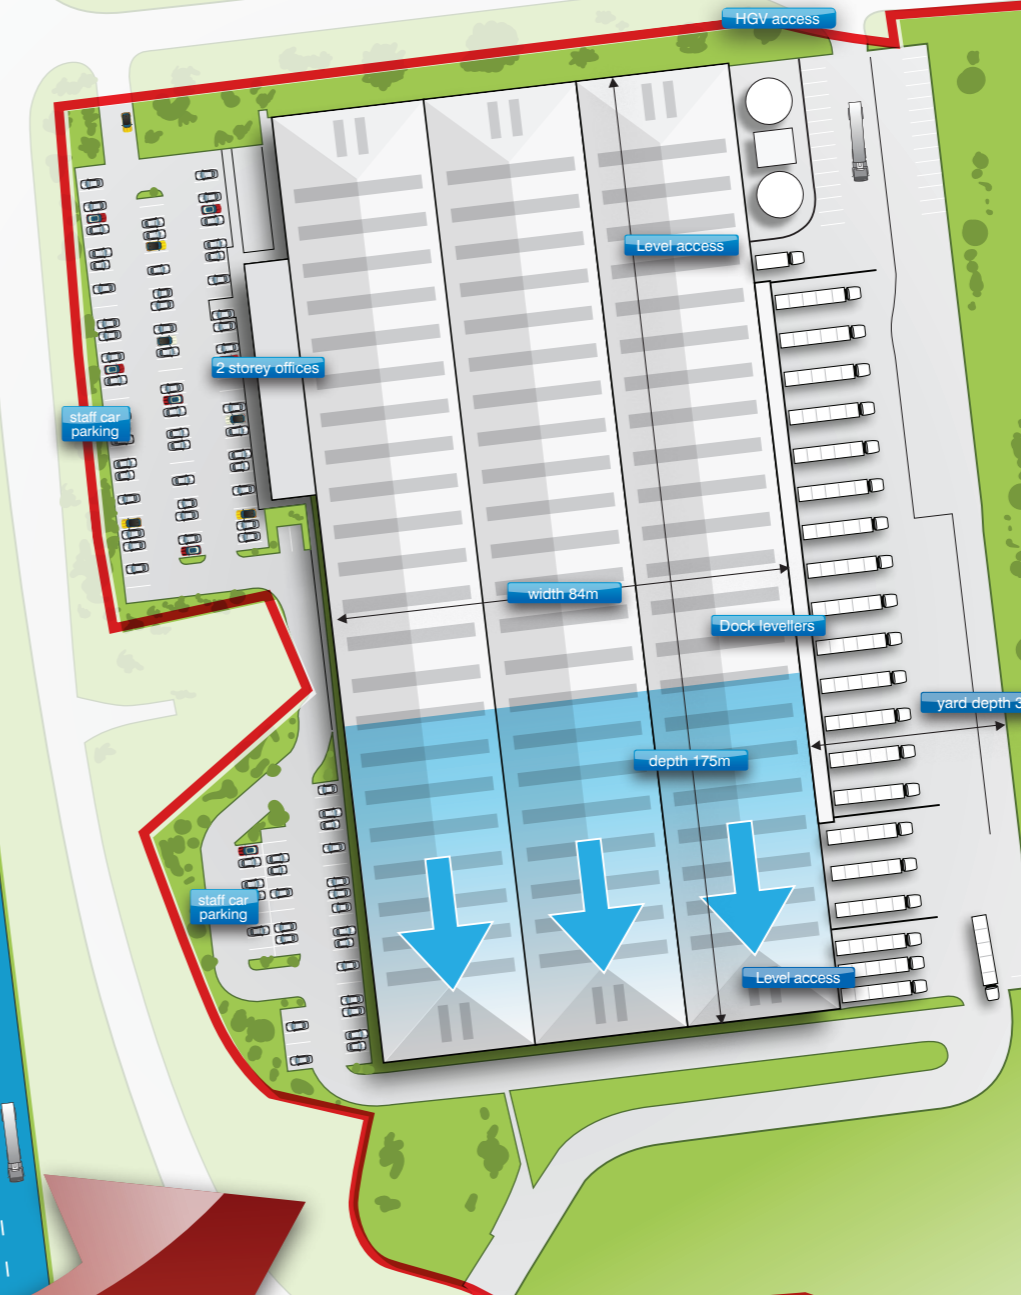 HGV access
Level access
2 storey offices
staff car
parking
width 84m
Dock levellers
yard depth 3
depth 175m
staff car
parking
Level access